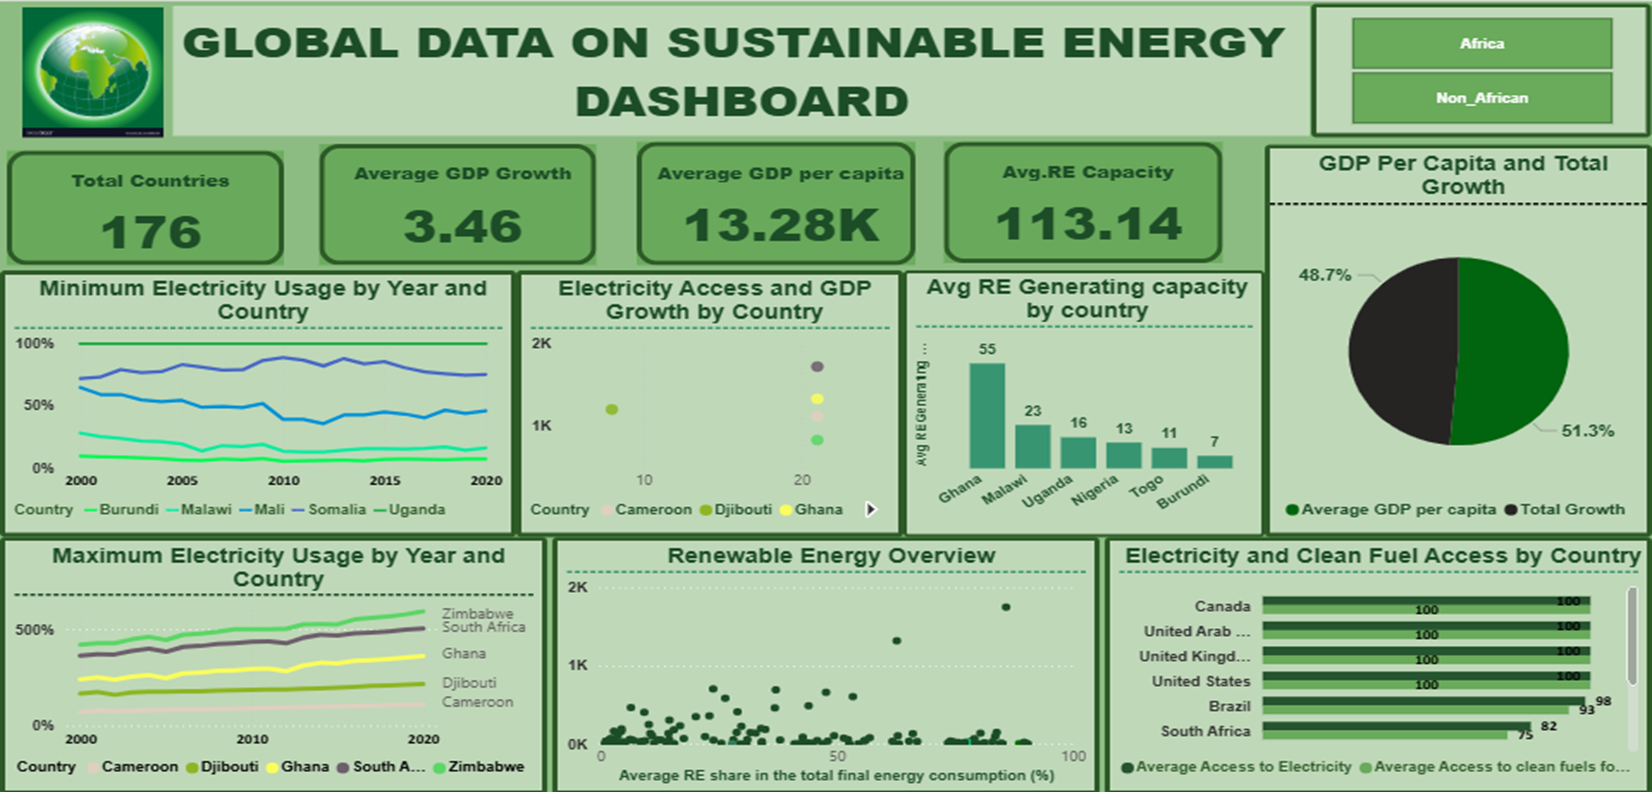 GLOBAL DATA ON SUSTAINABLE ENERGY
DASHBOARD
Africa
Non_African
Total Countries
176
Average GDP Growth
3.46
Average GDP per capita
13.28K
Avg.RE Capacity
113.14
GDP Per Capita and Total
Growth
48.7%
51.3%
Average GDP per capita Total Growth
Minimum Electricity Usage by Year and
Country
100%
50%
0%
2000 2005 2010 2015 2020
Country Burundi Malawi Mali Somalia Uganda
Electricity Access and GDP
Growth by Country
2K
1K
10 20
Country Cameroon Djibouti Ghana
Avg RE Generating capacity
by country
Avg RE Generating ...
55
23
16
13
11
7
Ghana Malawi Uganda Nigeria Togo Burundi
Maximum Electricity Usage by Year and
Country
500%
0%
2000 2010 2020
Zimbabwe
South Africa
Ghana
Djibouti
Cameroon
Country Cameroon Djibouti Ghana South A... Zimbabwe
Renewable Energy Overview
2K
1K
0K
0 50 100
Average RE share in the total final energy consumption (%)
Electricity and Clean Fuel Access by Country
Canada 100 100
United Arab ... 100 100
United Kingd... 100 100
United States 100 100
Brazil 98 93
South Africa 82 75
Average Access to Electricity Average Access to clean fuels fo...